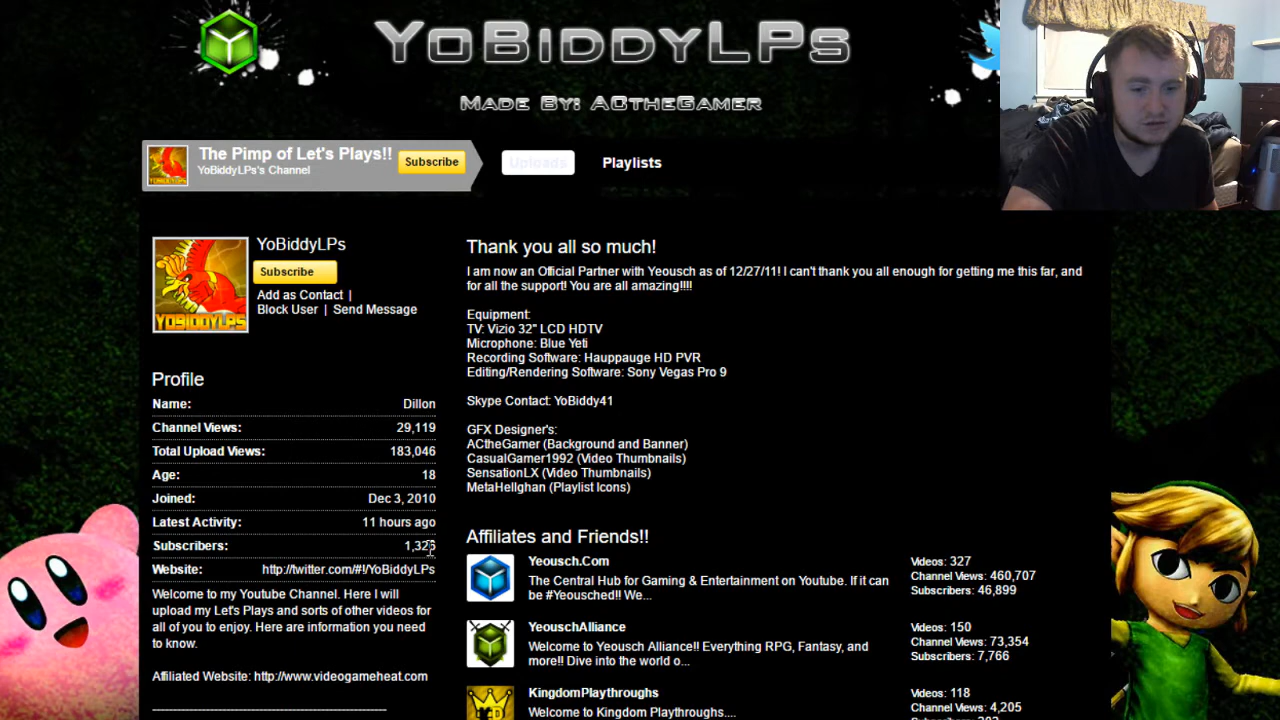 YoBiddyLPs
Made By: ACtheGamer
The Pimp of Let's Plays!!
YoBiddyLPs's Channel
Subscribe
Uploads
Playlists
YoBiddyLPs
Subscribe
Add as Contact |
Block User | Send Message
YOBIDDYLPS
Profile
Name: Dillon
Channel Views: 29,119
Total Upload Views: 183,046
Age: 18
Joined: Dec 3, 2010
Latest Activity: 11 hours ago
Subscribers:
Website: http://twitter.com/#!/YoBiddyLPs
Welcome to my Youtube Channel. Here I will
upload my Let's Plays and sorts of other videos for
all of you to enjoy. Here are information you need
to know.
Affiliated Website: http://www.videogameheat.com
Thank you all so much!
I am now an Official Partner with Yeousch as of 12/27/11! I can't thank you all enough for getting me this far, and
for all the support! You are all amazing!!!!
Equipment:
TV: Vizio 32" LCD HDTV
Microphone: Blue Yeti
Recording Software: Hauppauge HD PVR
Editing/Rendering Software: Sony Vegas Pro 9
Skype Contact: YoBiddy41
GFX Designer's:
ACtheGamer (Background and Banner)
CasualGamer1992 (Video Thumbnails)
SensationLX (Video Thumbnails)
MetaHellghan (Playlist Icons)
Affiliates and Friends!!
Yeousch.Com
The Central Hub for Gaming & Entertainment on Youtube. If it can
be #Yeousched!! We...
Videos: 327
Channel Views: 460,707
Subscribers: 46,899
YeouschAlliance
Welcome to Yeousch Alliance!! Everything RPG, Fantasy, and
more!! Dive into the world o...
Videos: 150
Channel Views: 73,354
Subscribers: 7,766
KingdomPlaythroughs
Welcome to Kingdom Playthroughs....
Videos: 118
Channel Views: 4,205